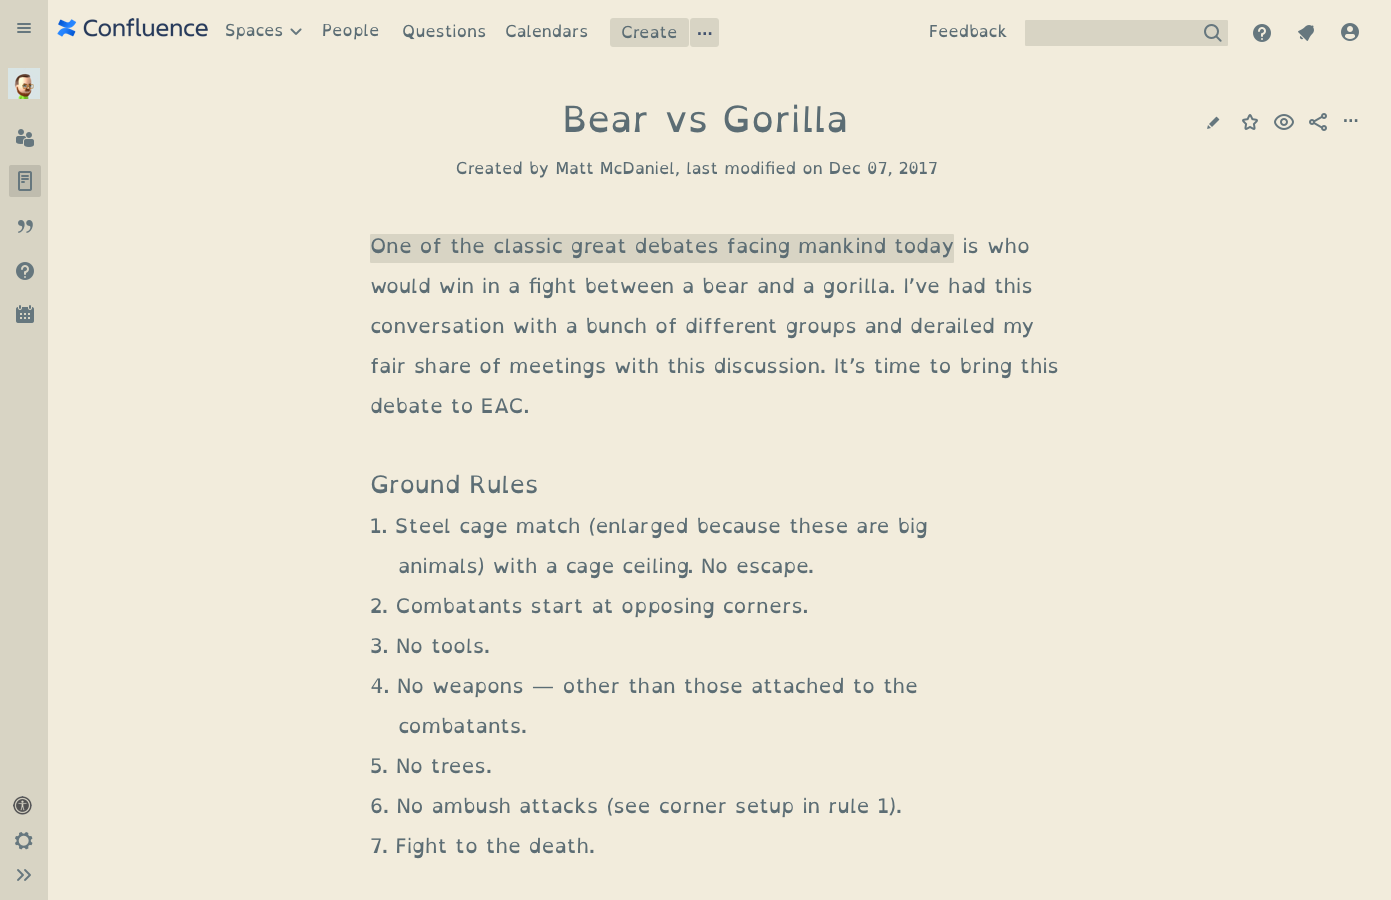 Confluence Spaces People Questions Calendars Create ... Feedback
Bear vs Gorilla
Created by Matt McDaniel, last modified on Dec 07, 2017
One of the classic great debates facing mankind today is who
would win in a fight between a bear and a gorilla. I’ve had this
conversation with a bunch of different groups and derailed my
fair share of meetings with this discussion. It’s time to bring this
debate to EAC.
Ground Rules
1. Steel cage match (enlarged because these are big
animals) with a cage ceiling. No escape.
2. Combatants start at opposing corners.
3. No tools.
4. No weapons — other than those attached to the
combatants.
5. No trees.
6. No ambush attacks (see corner setup in rule 1).
7. Fight to the death.